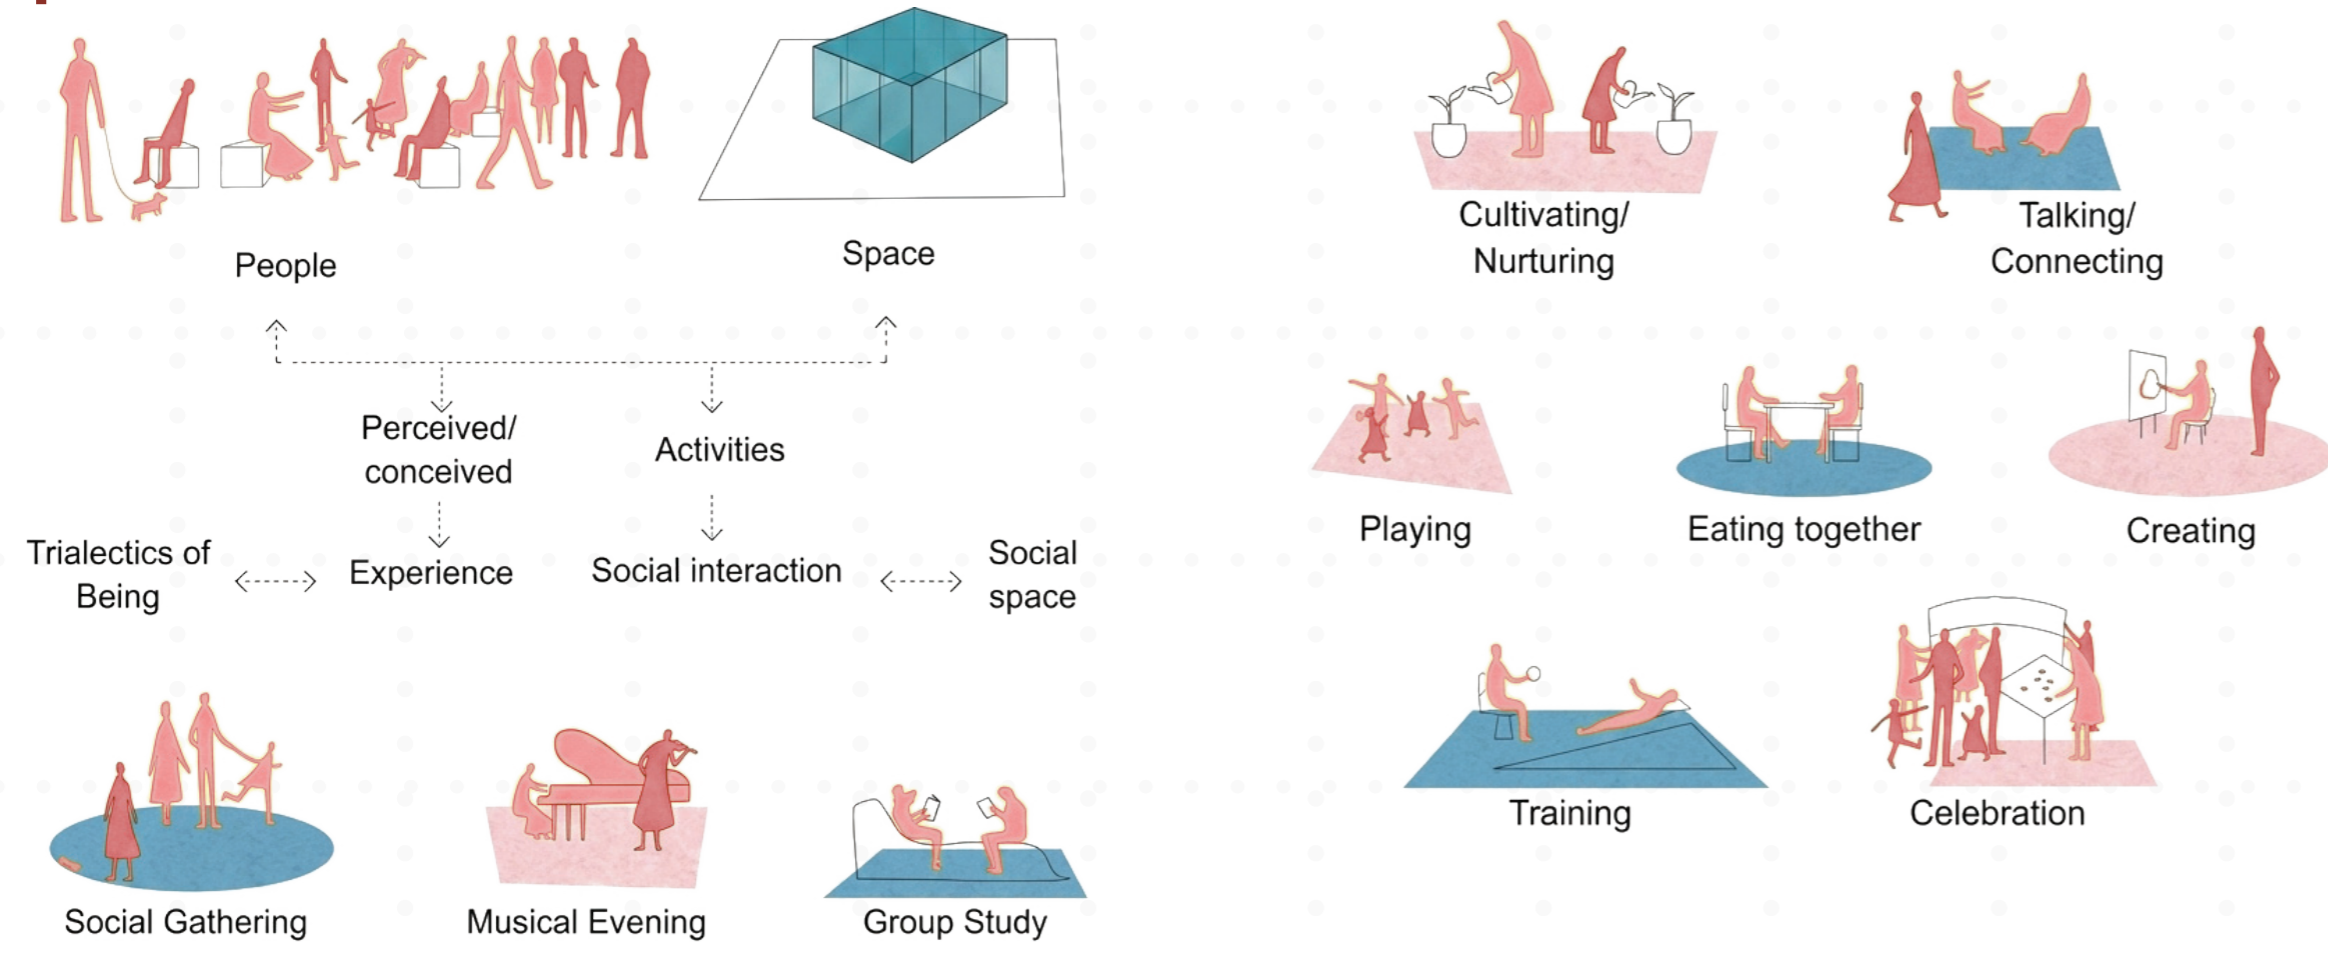 People
Space
Perceived/
conceived
Activities
Trialectics of
Being
Experience
Social interaction
Social
space
Social Gathering
Musical Evening
Group Study
Cultivating/
Nurturing
Talking/
Connecting
Playing
Eating together
Creating
Training
Celebration